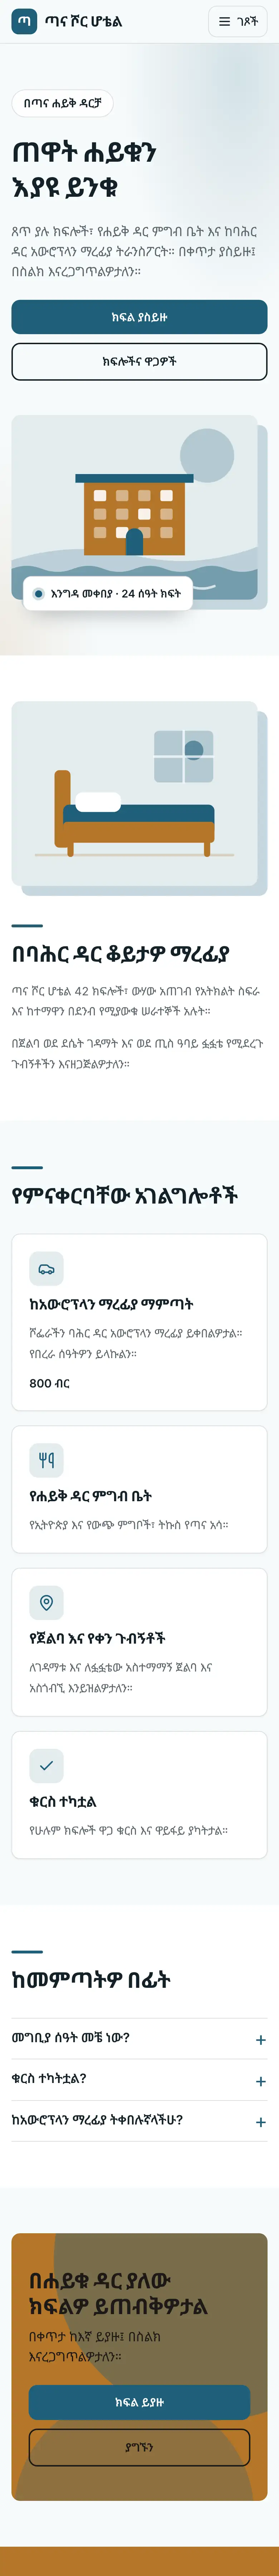 ጣ ጣና ሾር ሆቴል
ገጾች
በጣና ሐይቅ ዳርቻ
ጠዋት ሐይቁን
እያዩ ይንቁ
ጸጥ ያሉ ክፍሎች፣ የሐይቅ ዳር ምግብ ቤት እና ከባሕር
ዳር አውሮፕላን ማረፊያ ትራንስፖርት። በቀጥታ ያስይዙ፤
በስልክ እናረጋግጥልዎታለን።
ክፍል ያስይዙ
ክፍሎችና ዋጋዎች
እንግዳ መቀበያ · 24 ሰዓት ክፍት
በባሕር ዳር ቆይታዎ ማረፊያ
ጣና ሾር ሆቴል 42 ክፍሎች፣ ውሃው አጠገብ የአትክልት ስፍራ
እና ከተማዋን በደንብ የሚያውቁ ሠራተኞች አሉት።
በጀልባ ወደ ደሴት ገዳማት እና ወደ ጢስ ዓባይ ፏፏቴ የሚደረጉ
ጉብኝቶችን እናዘጋጅልዎታለን።
የምናቀርባቸው አገልግሎቶች
ከአውሮፕላን ማረፊያ ማምጣት
ሾፌራችን ባሕር ዳር አውሮፕላን ማረፊያ ይቀበልዎታል።
የበረራ ሰዓትዎን ይላኩልን።
800 ብር
የሐይቅ ዳር ምግብ ቤት
የኢትዮጵያ እና የውጭ ምግቦች፣ ትኩስ የጣና አሳ።
የጀልባ እና የቀን ጉብኝቶች
ለገዳማቱ እና ለፏፏቴው አስተማማኝ ጀልባ እና
አስጎብኚ እንይዝልዎታለን።
ቁርስ ተካቷል
የሁሉም ክፍሎች ዋጋ ቁርስ እና ዋይፋይ ያካትታል።
ከመምጣትዎ በፊት
መግቢያ ሰዓት መቼ ነው?
ቁርስ ተካትቷል?
ከአውሮፕላን ማረፊያ ትቀበሉኛላችሁ?
በሐይቁ ዳር ያለው
ክፍልዎ ይጠብቅዎታል
በቀጥታ ከእኛ ይያዙ፤ በስልክ
እናረጋግጥልዎታለን።
ክፍል ይያዙ
ያግኙን